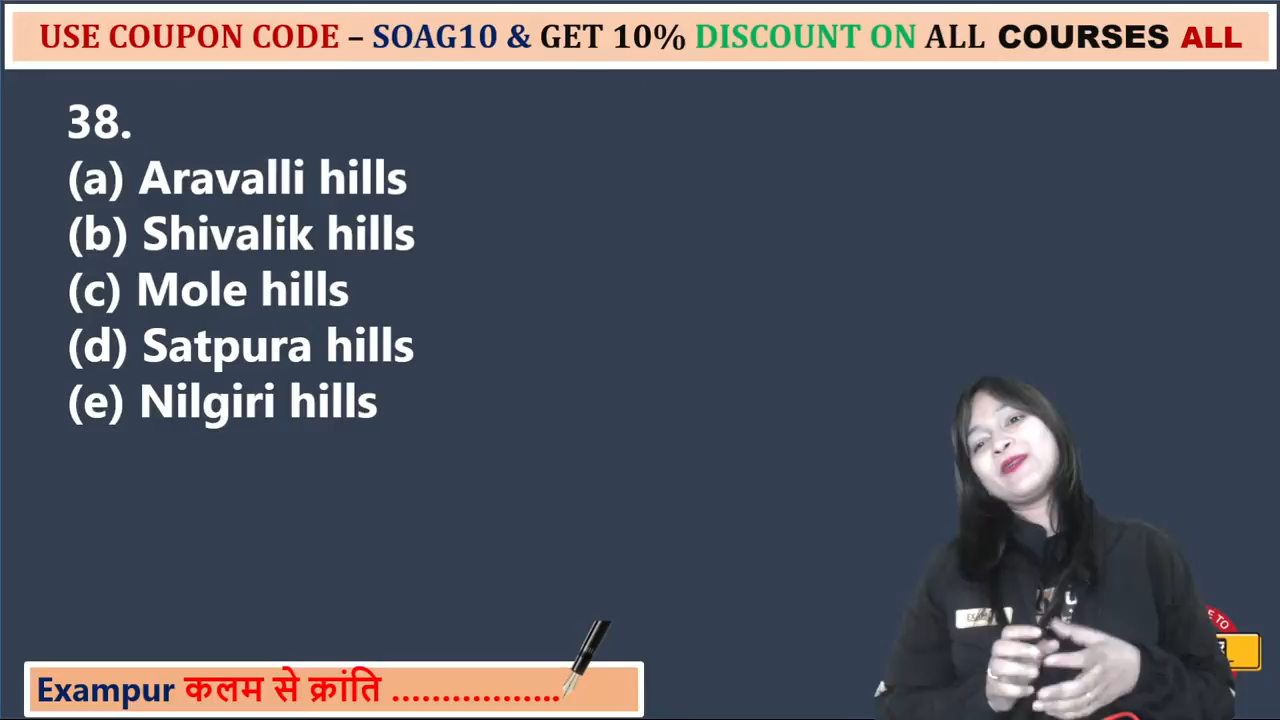 USE COUPON CODE – SOAG10 & GET 10% DISCOUNT ON ALL COURSES ALL
38.
(a) Aravalli hills
(b) Shivalik hills
(c) Mole hills
(d) Satpura hills
(e) Nilgiri hills
E TO
Exampur कलम से क्रांति .................